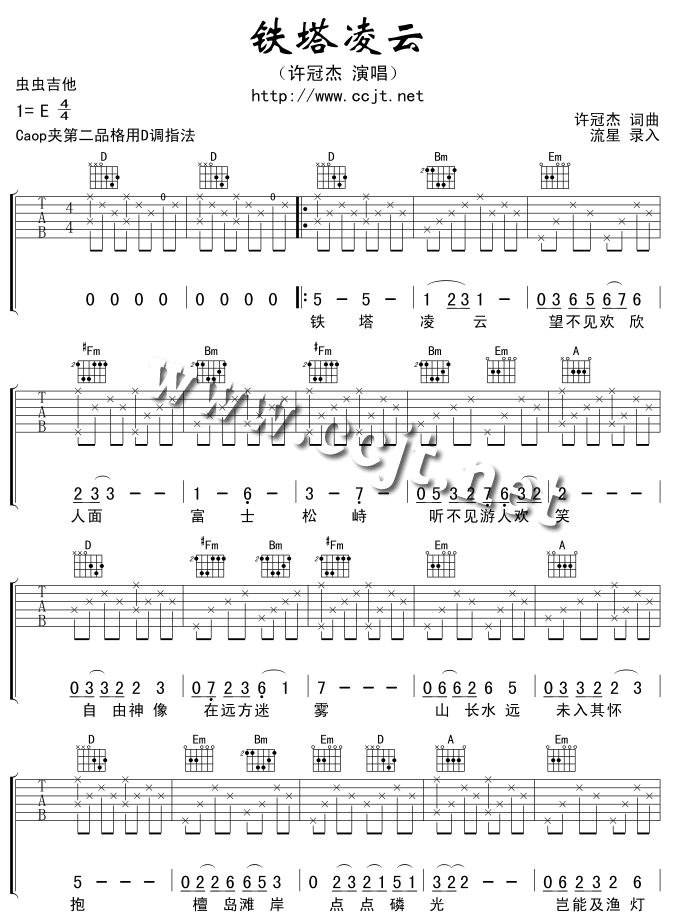 铁塔凌云
（许冠杰 演唱）
http://www.ccjt.net
虫虫吉他
1= E 4/4
Caop夹第二品格用D调指法
许冠杰 词曲
流星 录入
D D D Bm Em
T A B 4 4 0 0
0 0 0 0 0 0 0 0 5 - 5 - 1 2 3 1 - 0 3 6 5 6 7 6
铁 塔 凌 云 望不见欢 欣
#Fm Bm #Fm Bm Em A
T A B
2 3 3 - - 1 - 6 - 3 - 7 - 0 5 3 2 7 6 3 2 2 - - -
人面 富 士 松 峙 听不见游人欢 笑
www.ccjt.net
D #Fm Bm #Fm Em A
T A B
0 3 3 2 2 3 0 7 2 3 6 1 7 - - - 0 6 6 2 6 5 0 3 2 3 2
自 由神 像 在远方迷 雾 山 长水 远 未入其怀
D Em Bm Em D A Em
T A B
5 - - - 0 2 2 6 6 5 0 2 2 1 5 1 3 2 2 - - 0 2 3 2 6
抱 檀 岛滩 岸 点 点 磷 光 岂能及渔 灯